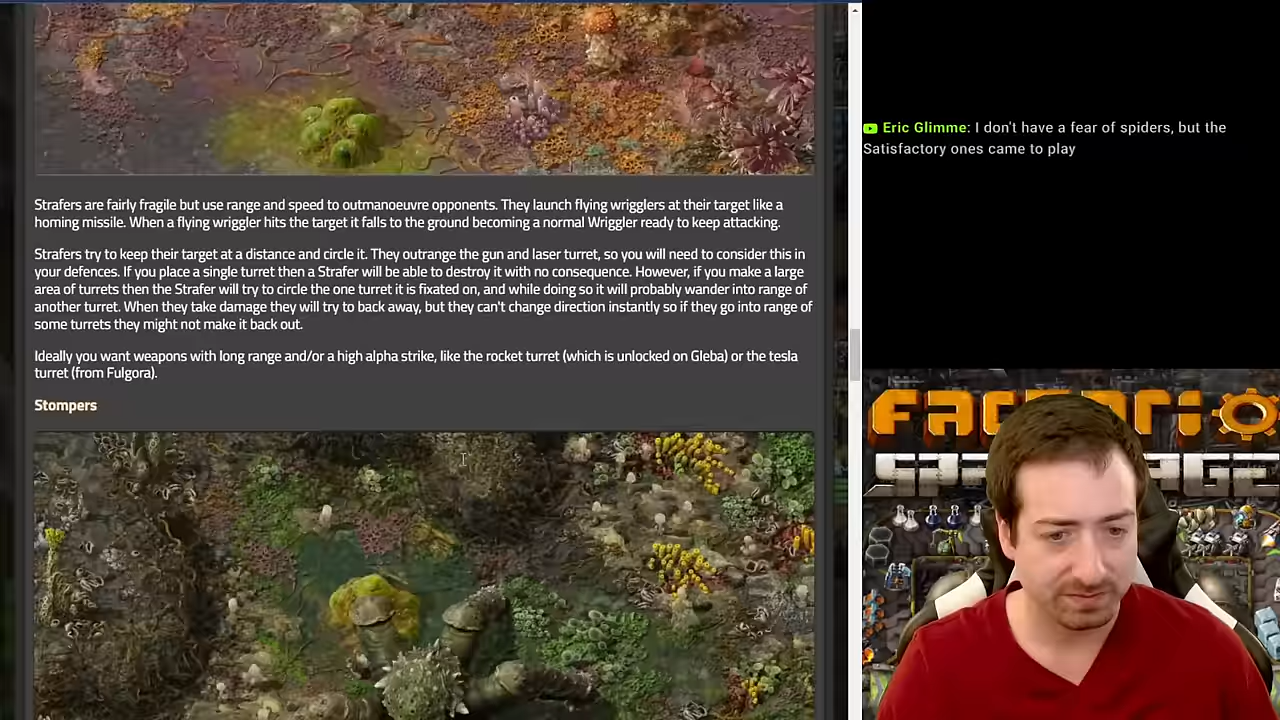 Strafers are fairly fragile but use range and speed to outmanoeuvre opponents. They launch flying wrigglers at their target like a
homing missile. When a flying wriggler hits the target it falls to the ground becoming a normal Wriggler ready to keep attacking.
Strafers try to keep their target at a distance and circle it. They outrange the gun and laser turret, so you will need to consider this in
your defences. If you place a single turret then a Strafer will be able to destroy it with no consequence. However, if you make a large
area of turrets then the Strafer will try to circle the one turret it is fixated on, and while doing so it will probably wander into range of
another turret. When they take damage they will try to back away, but they can't change direction instantly so if they go into range of
some turrets they might not make it back out.
Ideally you want weapons with long range and/or a high alpha strike, like the rocket turret (which is unlocked on Gleba) or the tesla
turret (from Fulgora).
Stompers
Eric Glimme: I don't have a fear of spiders, but the
Satisfactory ones came to play